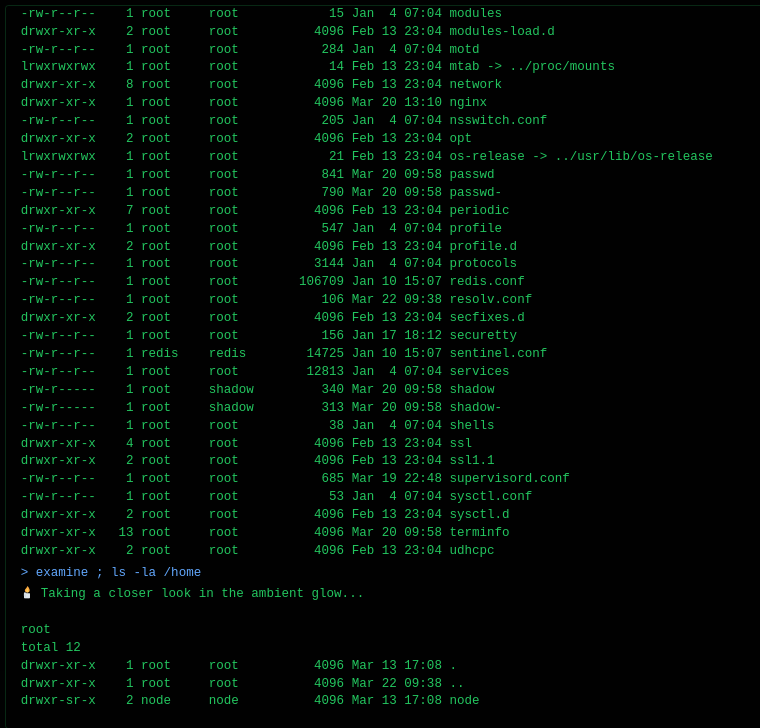 -rw-r--r--    1 root     root            15 Jan  4 07:04 modules
drwxr-xr-x    2 root     root          4096 Feb 13 23:04 modules-load.d
-rw-r--r--    1 root     root           284 Jan  4 07:04 motd
lrwxrwxrwx    1 root     root            14 Feb 13 23:04 mtab -> ../proc/mounts
drwxr-xr-x    8 root     root          4096 Feb 13 23:04 network
drwxr-xr-x    1 root     root          4096 Mar 20 13:10 nginx
-rw-r--r--    1 root     root           205 Jan  4 07:04 nsswitch.conf
drwxr-xr-x    2 root     root          4096 Feb 13 23:04 opt
lrwxrwxrwx    1 root     root            21 Feb 13 23:04 os-release -> ../usr/lib/os-release
-rw-r--r--    1 root     root           841 Mar 20 09:58 passwd
-rw-r--r--    1 root     root           790 Mar 20 09:58 passwd-
drwxr-xr-x    7 root     root          4096 Feb 13 23:04 periodic
-rw-r--r--    1 root     root           547 Jan  4 07:04 profile
drwxr-xr-x    2 root     root          4096 Feb 13 23:04 profile.d
-rw-r--r--    1 root     root          3144 Jan  4 07:04 protocols
-rw-r--r--    1 root     root        106709 Jan 10 15:07 redis.conf
-rw-r--r--    1 root     root           106 Mar 22 09:38 resolv.conf
drwxr-xr-x    2 root     root          4096 Feb 13 23:04 secfixes.d
-rw-r--r--    1 root     root           156 Jan 17 18:12 securetty
-rw-r--r--    1 redis    redis        14725 Jan 10 15:07 sentinel.conf
-rw-r--r--    1 root     root         12813 Jan  4 07:04 services
-rw-r-----    1 root     shadow         340 Mar 20 09:58 shadow
-rw-r-----    1 root     shadow         313 Mar 20 09:58 shadow-
-rw-r--r--    1 root     root            38 Jan  4 07:04 shells
drwxr-xr-x    4 root     root          4096 Feb 13 23:04 ssl
drwxr-xr-x    2 root     root          4096 Feb 13 23:04 ssl1.1
-rw-r--r--    1 root     root           685 Mar 19 22:48 supervisord.conf
-rw-r--r--    1 root     root            53 Jan  4 07:04 sysctl.conf
drwxr-xr-x    2 root     root          4096 Feb 13 23:04 sysctl.d
drwxr-xr-x   13 root     root          4096 Mar 20 09:58 terminfo
drwxr-xr-x    2 root     root          4096 Feb 13 23:04 udhcpc
> examine ; ls -la /home
🕯️ Taking a closer look in the ambient glow...
root
total 12
drwxr-xr-x    1 root     root          4096 Mar 13 17:08 .
drwxr-xr-x    1 root     root          4096 Mar 22 09:38 ..
drwxr-sr-x    2 node     node          4096 Mar 13 17:08 node